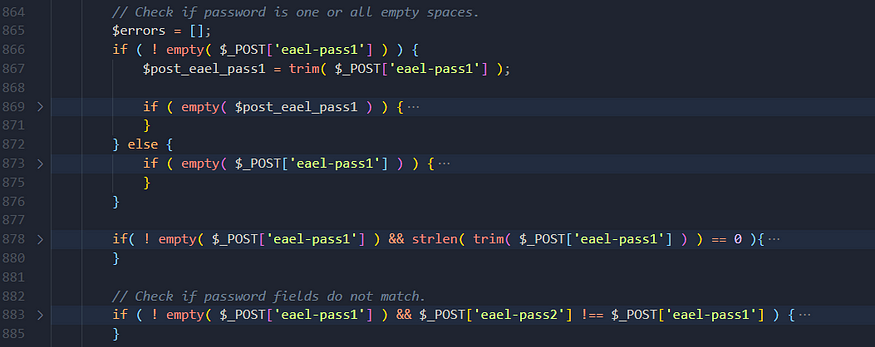 864 // Check if password is one or all empty spaces.
865 $errors = [];
866 if ( ! empty( $_POST['eael-pass1'] ) ) {
867 $post_eael_pass1 = trim( $_POST['eael-pass1'] );
868
869 > if ( empty( $post_eael_pass1 ) ) { ···
871 }
872 } else {
873 > if ( empty( $_POST['eael-pass1'] ) ) { ···
875 }
876 }
877
878 > if( ! empty( $_POST['eael-pass1'] ) && strlen( trim( $_POST['eael-pass1'] ) ) == 0 ){ ···
880 }
881
882 // Check if password fields do not match.
883 > if ( ! empty( $_POST['eael-pass1'] ) && $_POST['eael-pass2'] !== $_POST['eael-pass1'] ) { ···
885 }